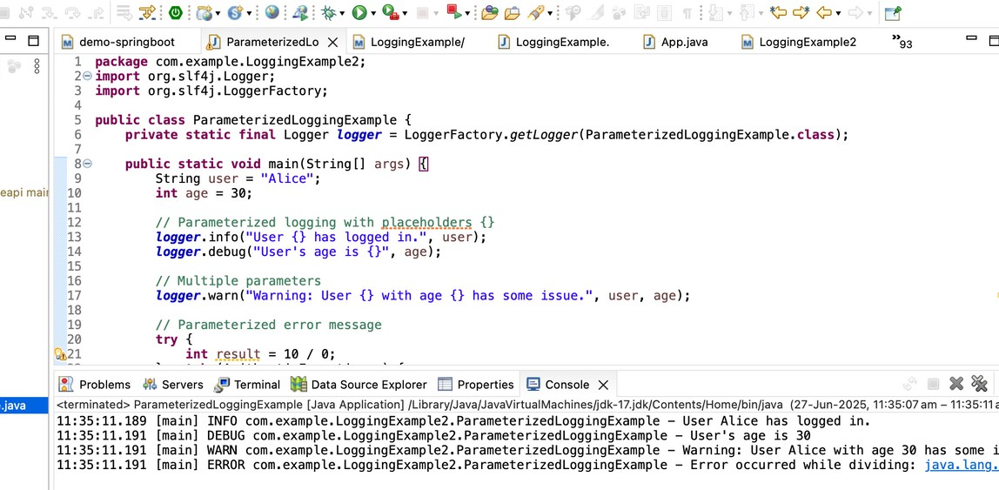 demo-springboot
ParameterizedLo
LoggingExample/
LoggingExample.
App.java
LoggingExample2
»93
1 package com.example.LoggingExample2;
2 import org.slf4j.Logger;
3 import org.slf4j.LoggerFactory;
4
5 public class ParameterizedLoggingExample {
6 private static final Logger logger = LoggerFactory.getLogger(ParameterizedLoggingExample.class);
7
8 public static void main(String[] args) {
9 String user = "Alice";
10 int age = 30;
11
12 // Parameterized logging with placeholders {}
13 logger.info("User {} has logged in.", user);
14 logger.debug("User's age is {}", age);
15
16 // Multiple parameters
17 logger.warn("Warning: User {} with age {} has some issue.", user, age);
18
19 // Parameterized error message
20 try {
21 int result = 10 / 0;
eapi mai
.java
Problems
Servers
Terminal
Data Source Explorer
Properties
Console
<terminated> ParameterizedLoggingExample [Java Application] /Library/Java/JavaVirtualMachines/jdk-17.jdk/Contents/Home/bin/java (27-Jun-2025, 11:35:07 am – 11:35:11
11:35:11.189 [main] INFO com.example.LoggingExample2.ParameterizedLoggingExample – User Alice has logged in.
11:35:11.191 [main] DEBUG com.example.LoggingExample2.ParameterizedLoggingExample – User's age is 30
11:35:11.191 [main] WARN com.example.LoggingExample2.ParameterizedLoggingExample – Warning: User Alice with age 30 has some i
11:35:11.191 [main] ERROR com.example.LoggingExample2.ParameterizedLoggingExample – Error occurred while dividing: java.lang.